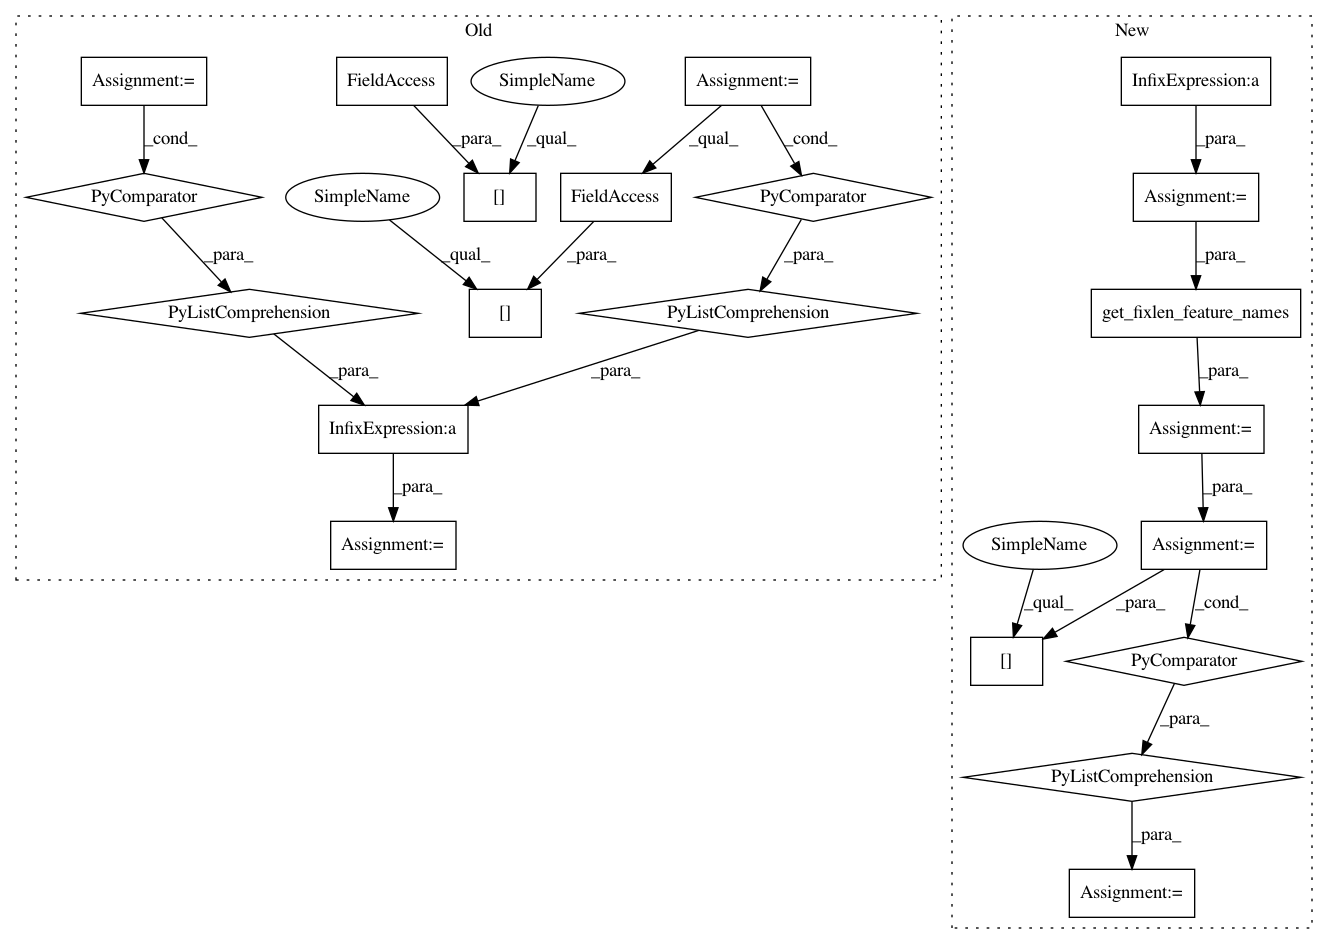 Old
New
Assignment:=
FieldAccess
SimpleName
Assignment:=
InfixExpression:a
_cond_
_para_
_qual_
_qual_
_cond_
_para_
PyComparator
SimpleName
[]
FieldAccess
PyComparator
Assignment:=
_para_
_qual_
_para_
_para_
_para_
PyListComprehension
[]
PyListComprehension
get_fixlen_feature_names
_para_
_para_
_para_
InfixExpression:a
Assignment:=
_para_
_para_
Assignment:=
SimpleName
Assignment:=
_qual_
_para_
_cond_
[]
PyComparator
_para_
PyListComprehension
_para_
Assignment:=